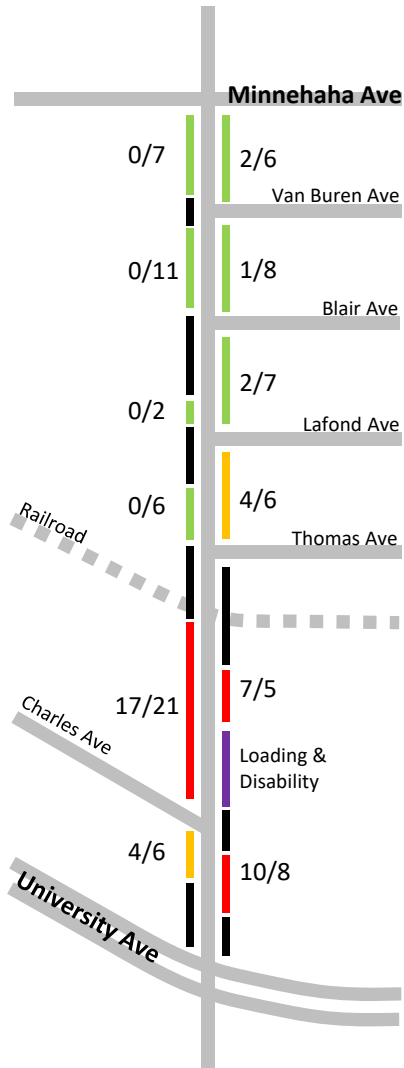 Minnehaha Ave
0/7
2/6
Van Buren Ave
0/11
1/8
Blair Ave
2/7
0/2
Lafond Ave
0/6
4/6
Railroad
Thomas Ave
17/21
7/5
Charles Ave
Loading &
Disability
4/6
10/8
University Ave